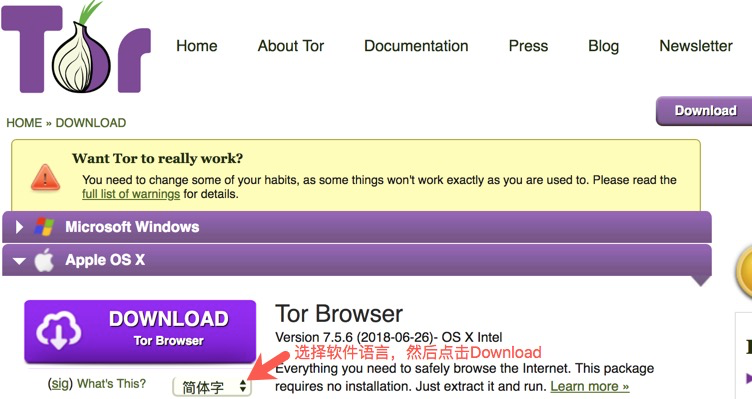 Tor
Home About Tor Documentation Press Blog Newsletter
Download
HOME » DOWNLOAD
Want Tor to really work?
You need to change some of your habits, as some things won't work exactly as you are used to. Please read the
full list of warnings for details.
Microsoft Windows
Apple OS X
DOWNLOAD
Tor Browser
Tor Browser
Version 7.5.6 (2018-06-26)- OS X Intel
选择软件语言，然后点击Download
Everything you need to safely browse the Internet. This package
requires no installation. Just extract it and run. Learn more »
(sig) What's This?
简体字